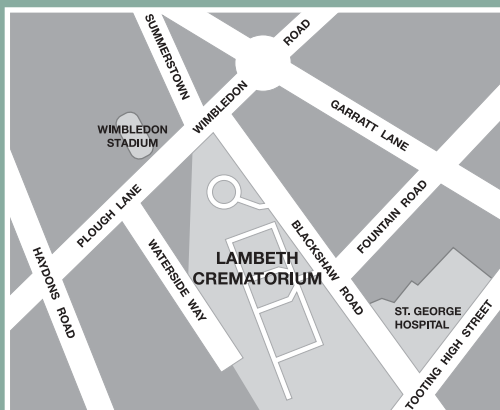 SUMMERSTOWN
WIMBLEDON
ROAD
WIMBLEDON
STADIUM
GARRATT LANE
PLOUGH LANE
FOUNTAIN ROAD
HAYDONS ROAD
WATERSIDE WAY
LAMBETH
CREMATORIUM
BLACKSHAW ROAD
ST. GEORGE
HOSPITAL
TOOTING HIGH STREET